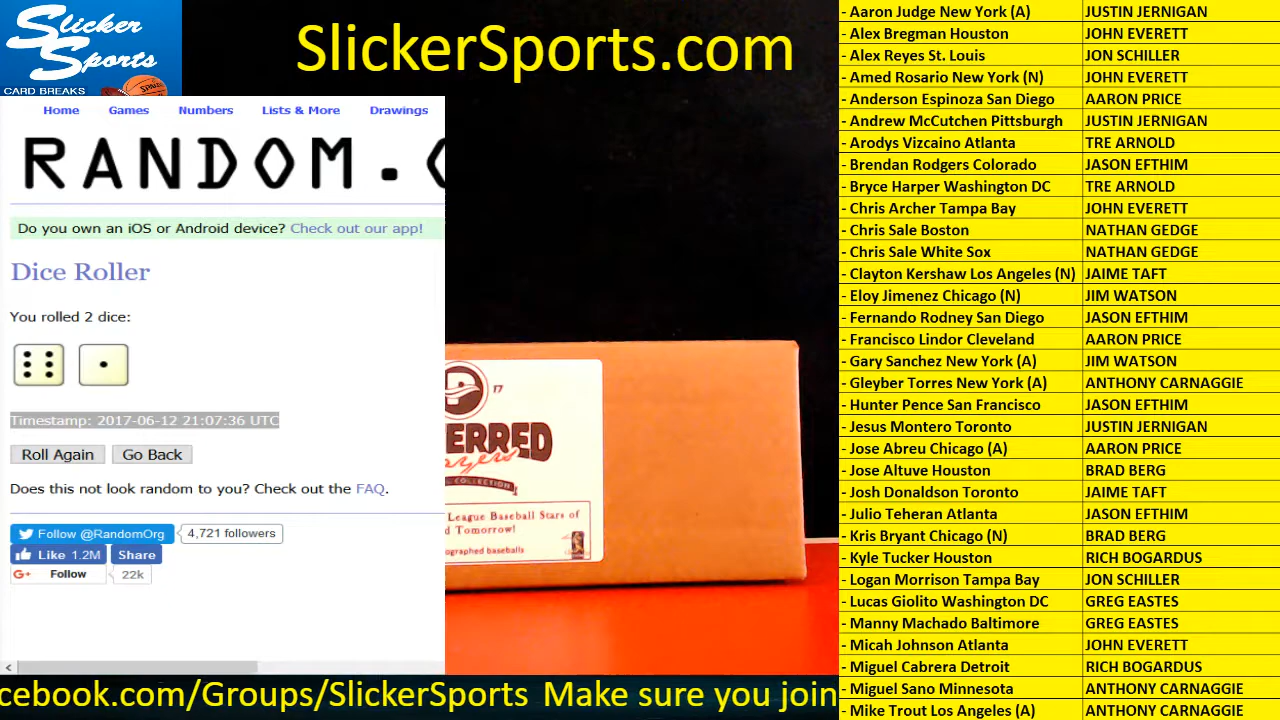 Slicker
Sports
CARD BREAKS
SlickerSports.com
Home Games Numbers Lists & More Drawings
RANDOM.
Do you own an iOS or Android device? Check out our app!
Dice Roller
You rolled 2 dice:
Timestamp: 2017-06-12 21:07:36 UTC
Roll Again Go Back
Does this not look random to you? Check out the FAQ.
Follow @RandomOrg 4,721 followers
Like 1.2M Share
G+ Follow 22k
17
ERRED
ayers
COLLECTION
League Baseball Stars of
d Tomorrow!
ographed baseballs
cebook.com/Groups/SlickerSports Make sure you join
- Aaron Judge New York (A) JUSTIN JERNIGAN
- Alex Bregman Houston JOHN EVERETT
- Alex Reyes St. Louis JON SCHILLER
- Amed Rosario New York (N) JOHN EVERETT
- Anderson Espinoza San Diego AARON PRICE
- Andrew McCutchen Pittsburgh JUSTIN JERNIGAN
- Arodys Vizcaino Atlanta TRE ARNOLD
- Brendan Rodgers Colorado JASON EFTHIM
- Bryce Harper Washington DC TRE ARNOLD
- Chris Archer Tampa Bay JOHN EVERETT
- Chris Sale Boston NATHAN GEDGE
- Chris Sale White Sox NATHAN GEDGE
- Clayton Kershaw Los Angeles (N) JAIME TAFT
- Eloy Jimenez Chicago (N) JIM WATSON
- Fernando Rodney San Diego JASON EFTHIM
- Francisco Lindor Cleveland AARON PRICE
- Gary Sanchez New York (A) JIM WATSON
- Gleyber Torres New York (A) ANTHONY CARNAGGIE
- Hunter Pence San Francisco JASON EFTHIM
- Jesus Montero Toronto JUSTIN JERNIGAN
- Jose Abreu Chicago (A) AARON PRICE
- Jose Altuve Houston BRAD BERG
- Josh Donaldson Toronto JAIME TAFT
- Julio Teheran Atlanta JASON EFTHIM
- Kris Bryant Chicago (N) BRAD BERG
- Kyle Tucker Houston RICH BOGARDUS
- Logan Morrison Tampa Bay JON SCHILLER
- Lucas Giolito Washington DC GREG EASTES
- Manny Machado Baltimore GREG EASTES
- Micah Johnson Atlanta JOHN EVERETT
- Miguel Cabrera Detroit RICH BOGARDUS
- Miguel Sano Minnesota ANTHONY CARNAGGIE
- Mike Trout Los Angeles (A) ANTHONY CARNAGGIE